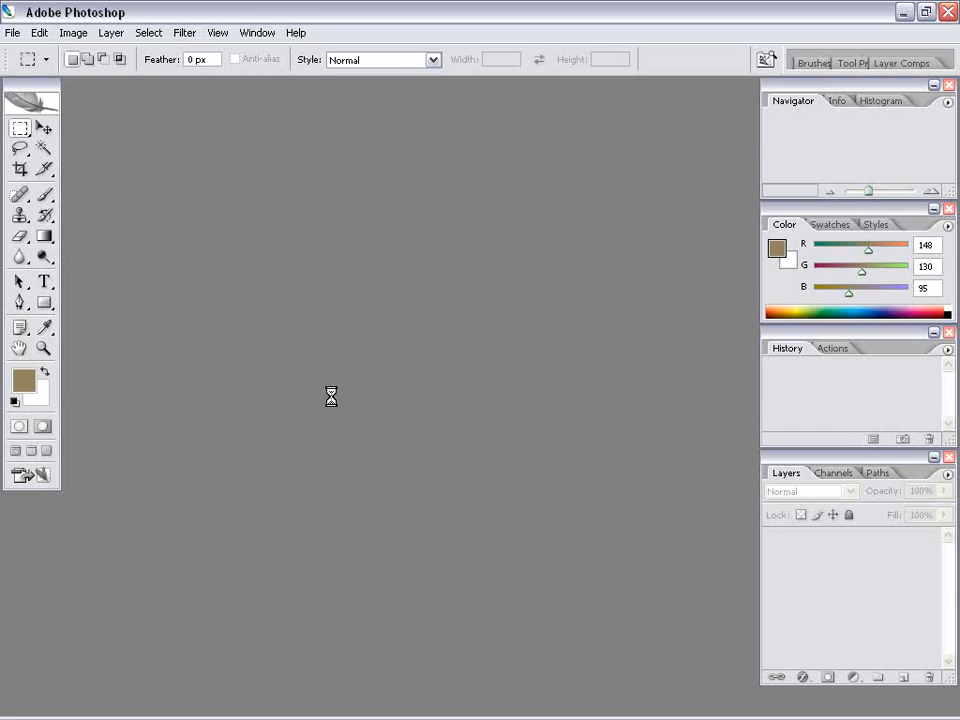 Adobe Photoshop
File Edit Image Layer Select Filter View Window Help
Feather: 0 px Anti-alias Style: Normal Width: Height: Brushes Tool Pr Layer Comps
Navigator Info Histogram
Color Swatches Styles
R 148
G 130
B 95
T
History Actions
Layers Channels Paths
Normal Opacity: 100%
Lock: Fill: 100%